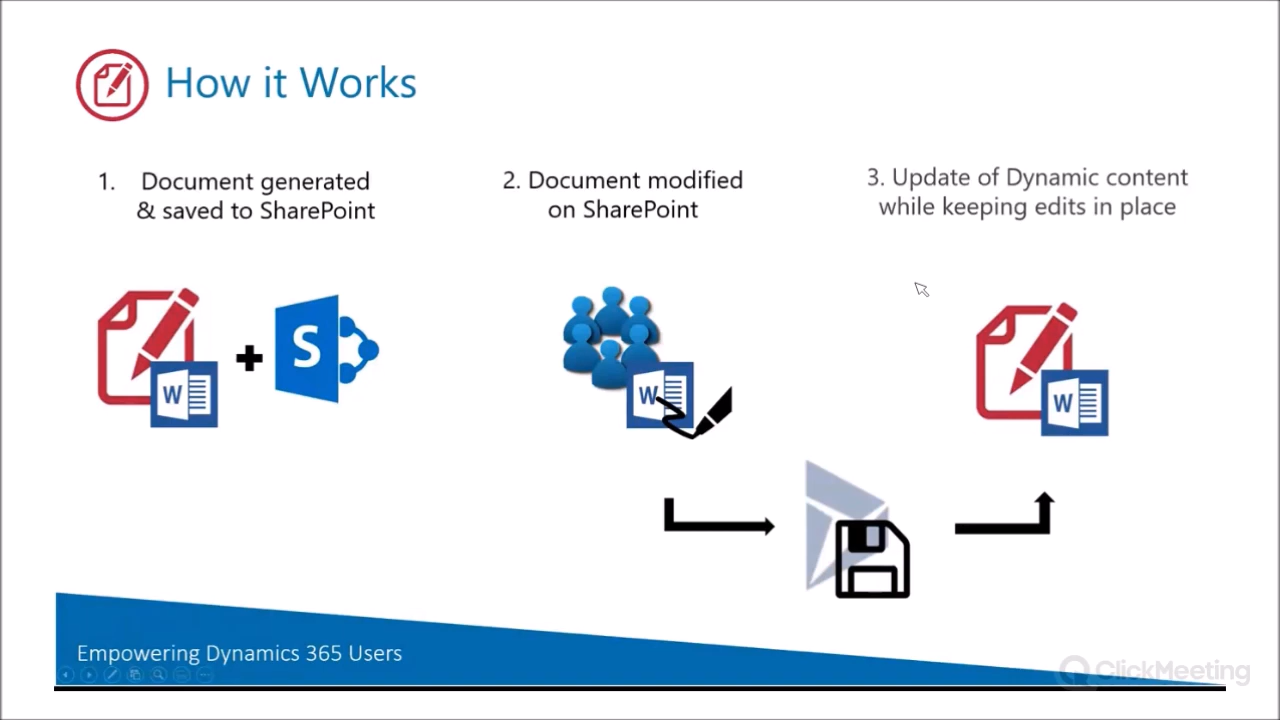 How it Works
1. Document generated
& saved to SharePoint
2. Document modified
on SharePoint
3. Update of Dynamic content
while keeping edits in place
W
S
W
W
Empowering Dynamics 365 Users
ClickMeeting